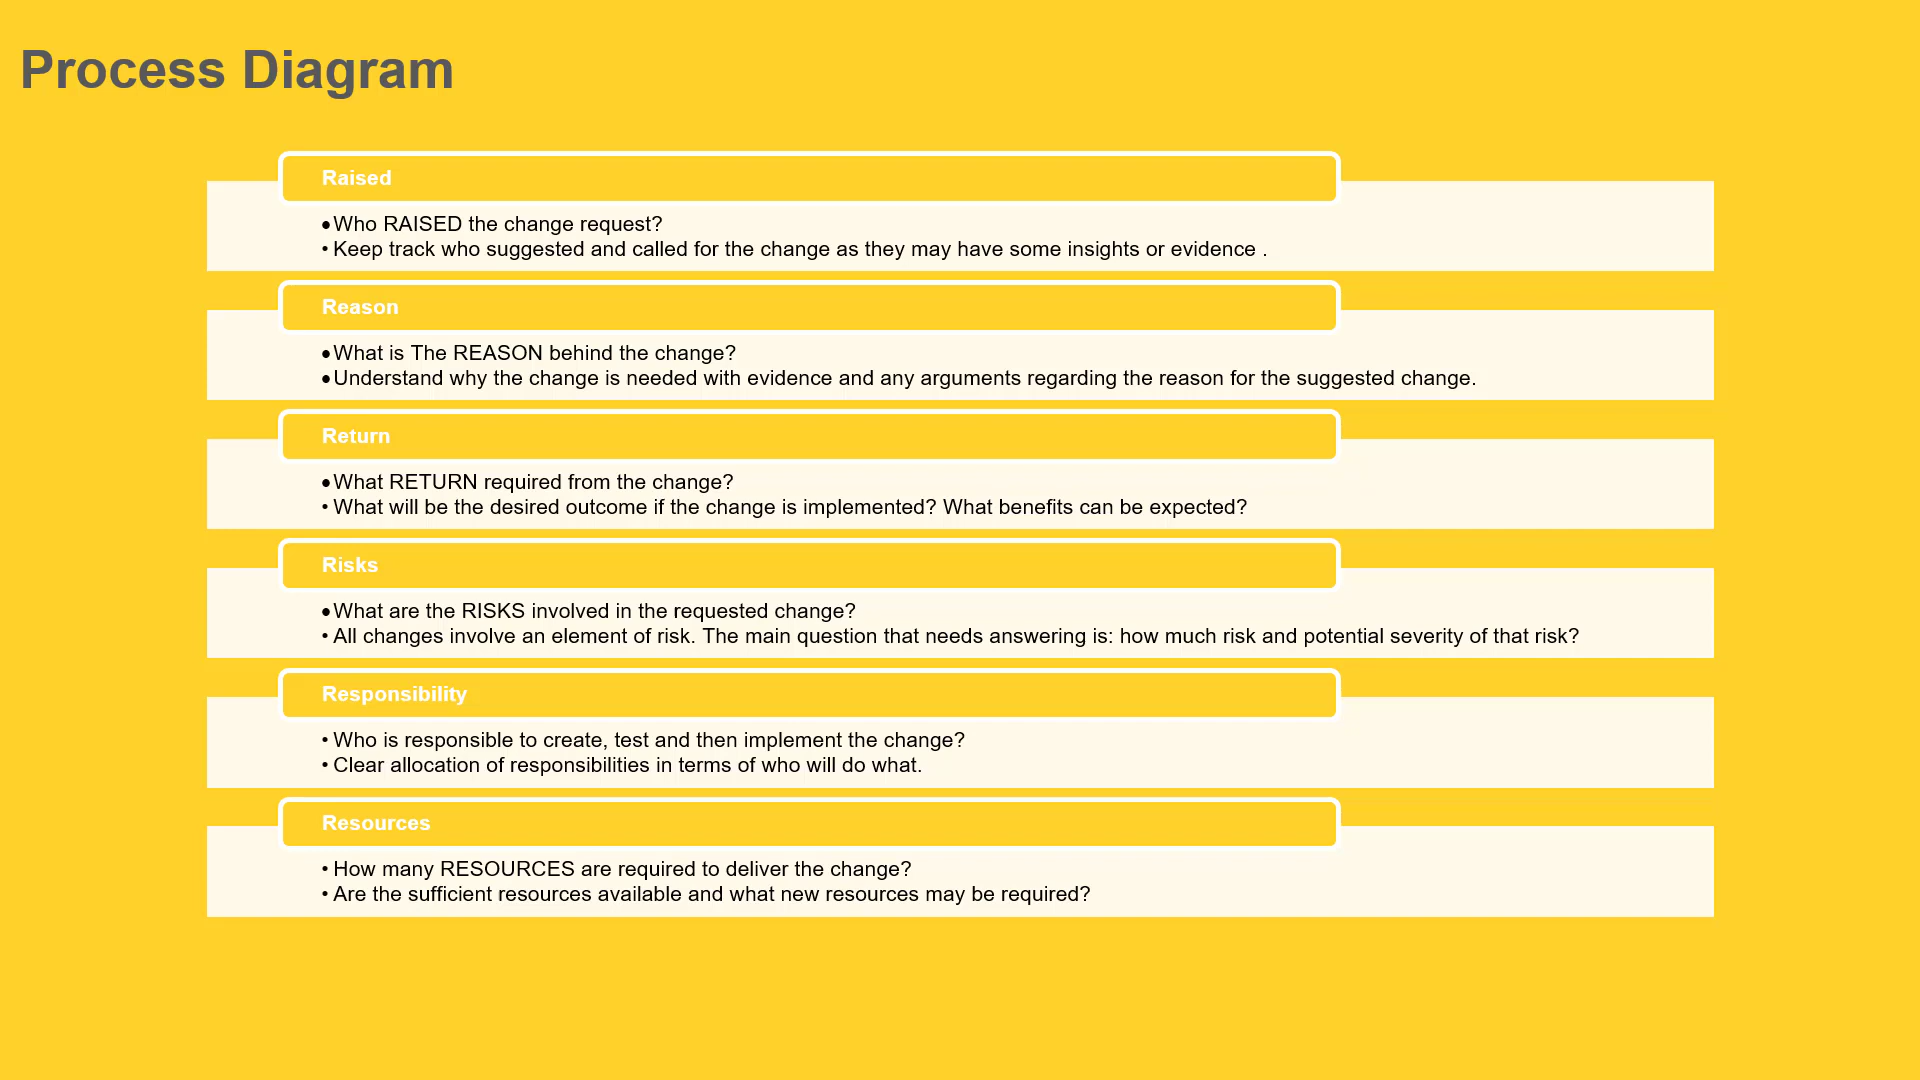 Process Diagram
Raised
•Who RAISED the change request?
• Keep track who suggested and called for the change as they may have some insights or evidence .
Reason
•What is The REASON behind the change?
•Understand why the change is needed with evidence and any arguments regarding the reason for the suggested change.
Return
•What RETURN required from the change?
• What will be the desired outcome if the change is implemented? What benefits can be expected?
Risks
•What are the RISKS involved in the requested change?
• All changes involve an element of risk. The main question that needs answering is: how much risk and potential severity of that risk?
Responsibility
• Who is responsible to create, test and then implement the change?
• Clear allocation of responsibilities in terms of who will do what.
Resources
• How many RESOURCES are required to deliver the change?
• Are the sufficient resources available and what new resources may be required?